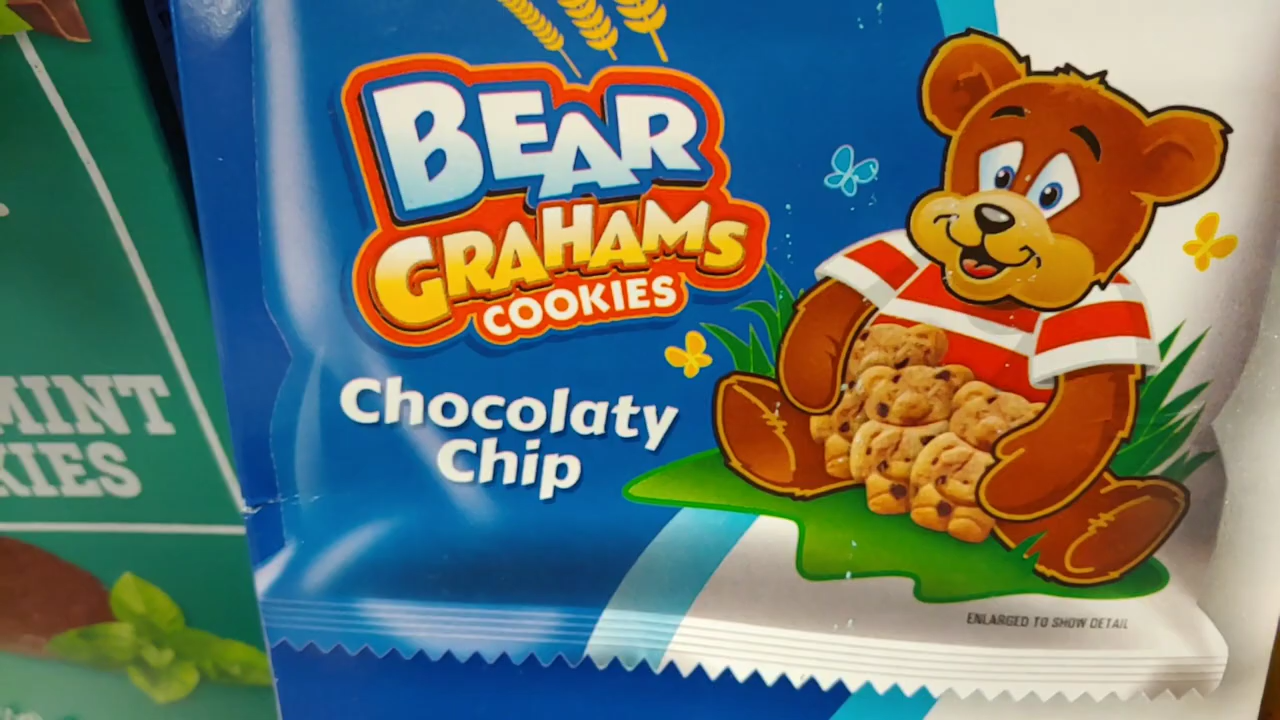 BEAR
GRAHAMS
COOKIES
Chocolaty
Chip
ENLARGED TO SHOW DETAIL
MINT
KIES